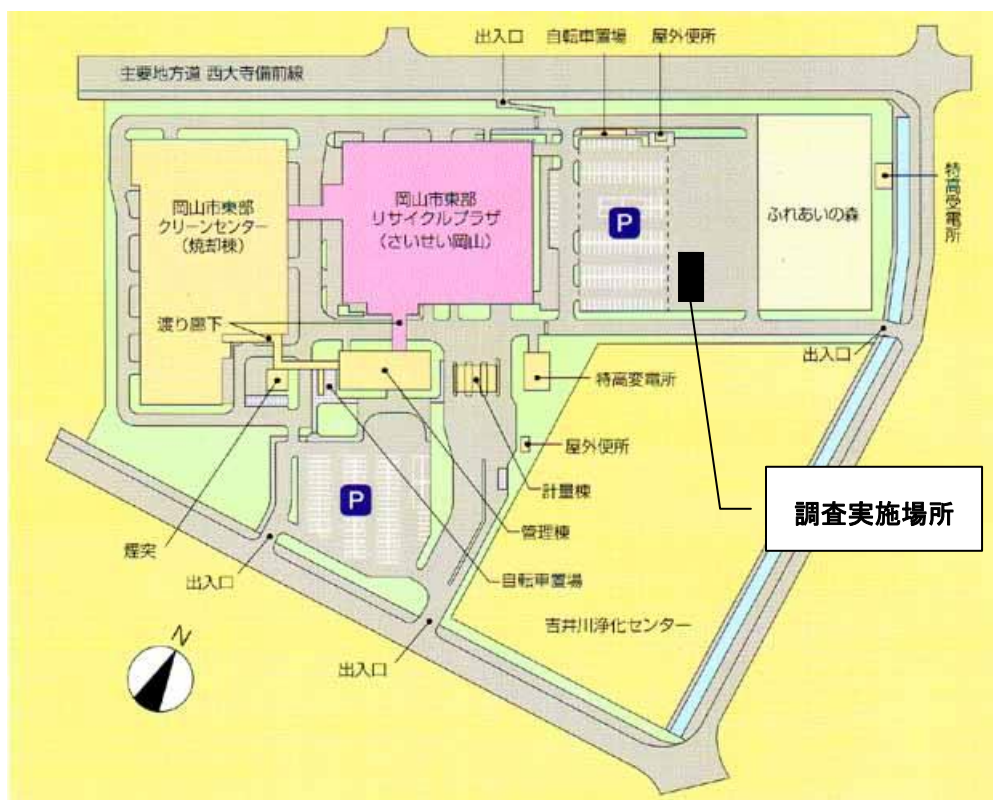 出入口
自転車置場
屋外便所
主要地方道 西大寺備前線
特高受電所
岡山市東部
クリーンセンター
(焼却棟)
岡山市東部
リサイクルプラザ
(さいせい岡山)
P
ふれあいの森
渡り廊下
出入口
特高変電所
屋外便所
計量棟
調査実施場所
P
管理棟
煙突
出入口
自転車置場
吉井川浄化センター
出入口
N